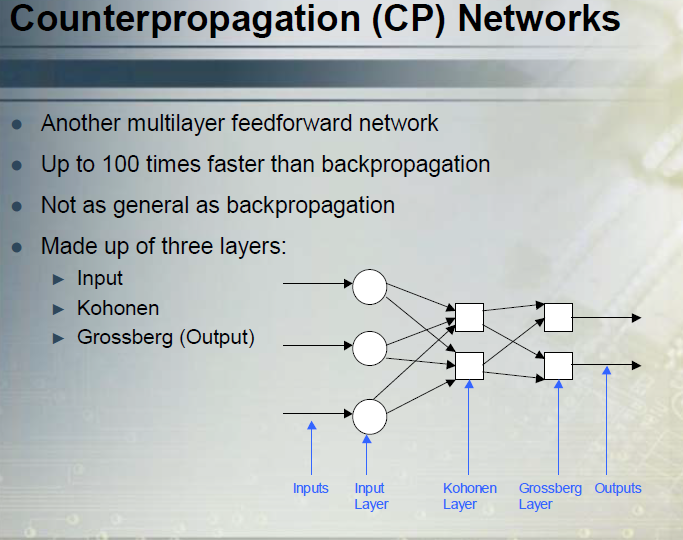 Counterpropagation (CP) Networks
Another multilayer feedforward network
Up to 100 times faster than backpropagation
Not as general as backpropagation
Made up of three layers:
Input
Kohonen
Grossberg (Output)
Inputs
Input
Layer
Kohonen
Layer
Grossberg
Layer
Outputs